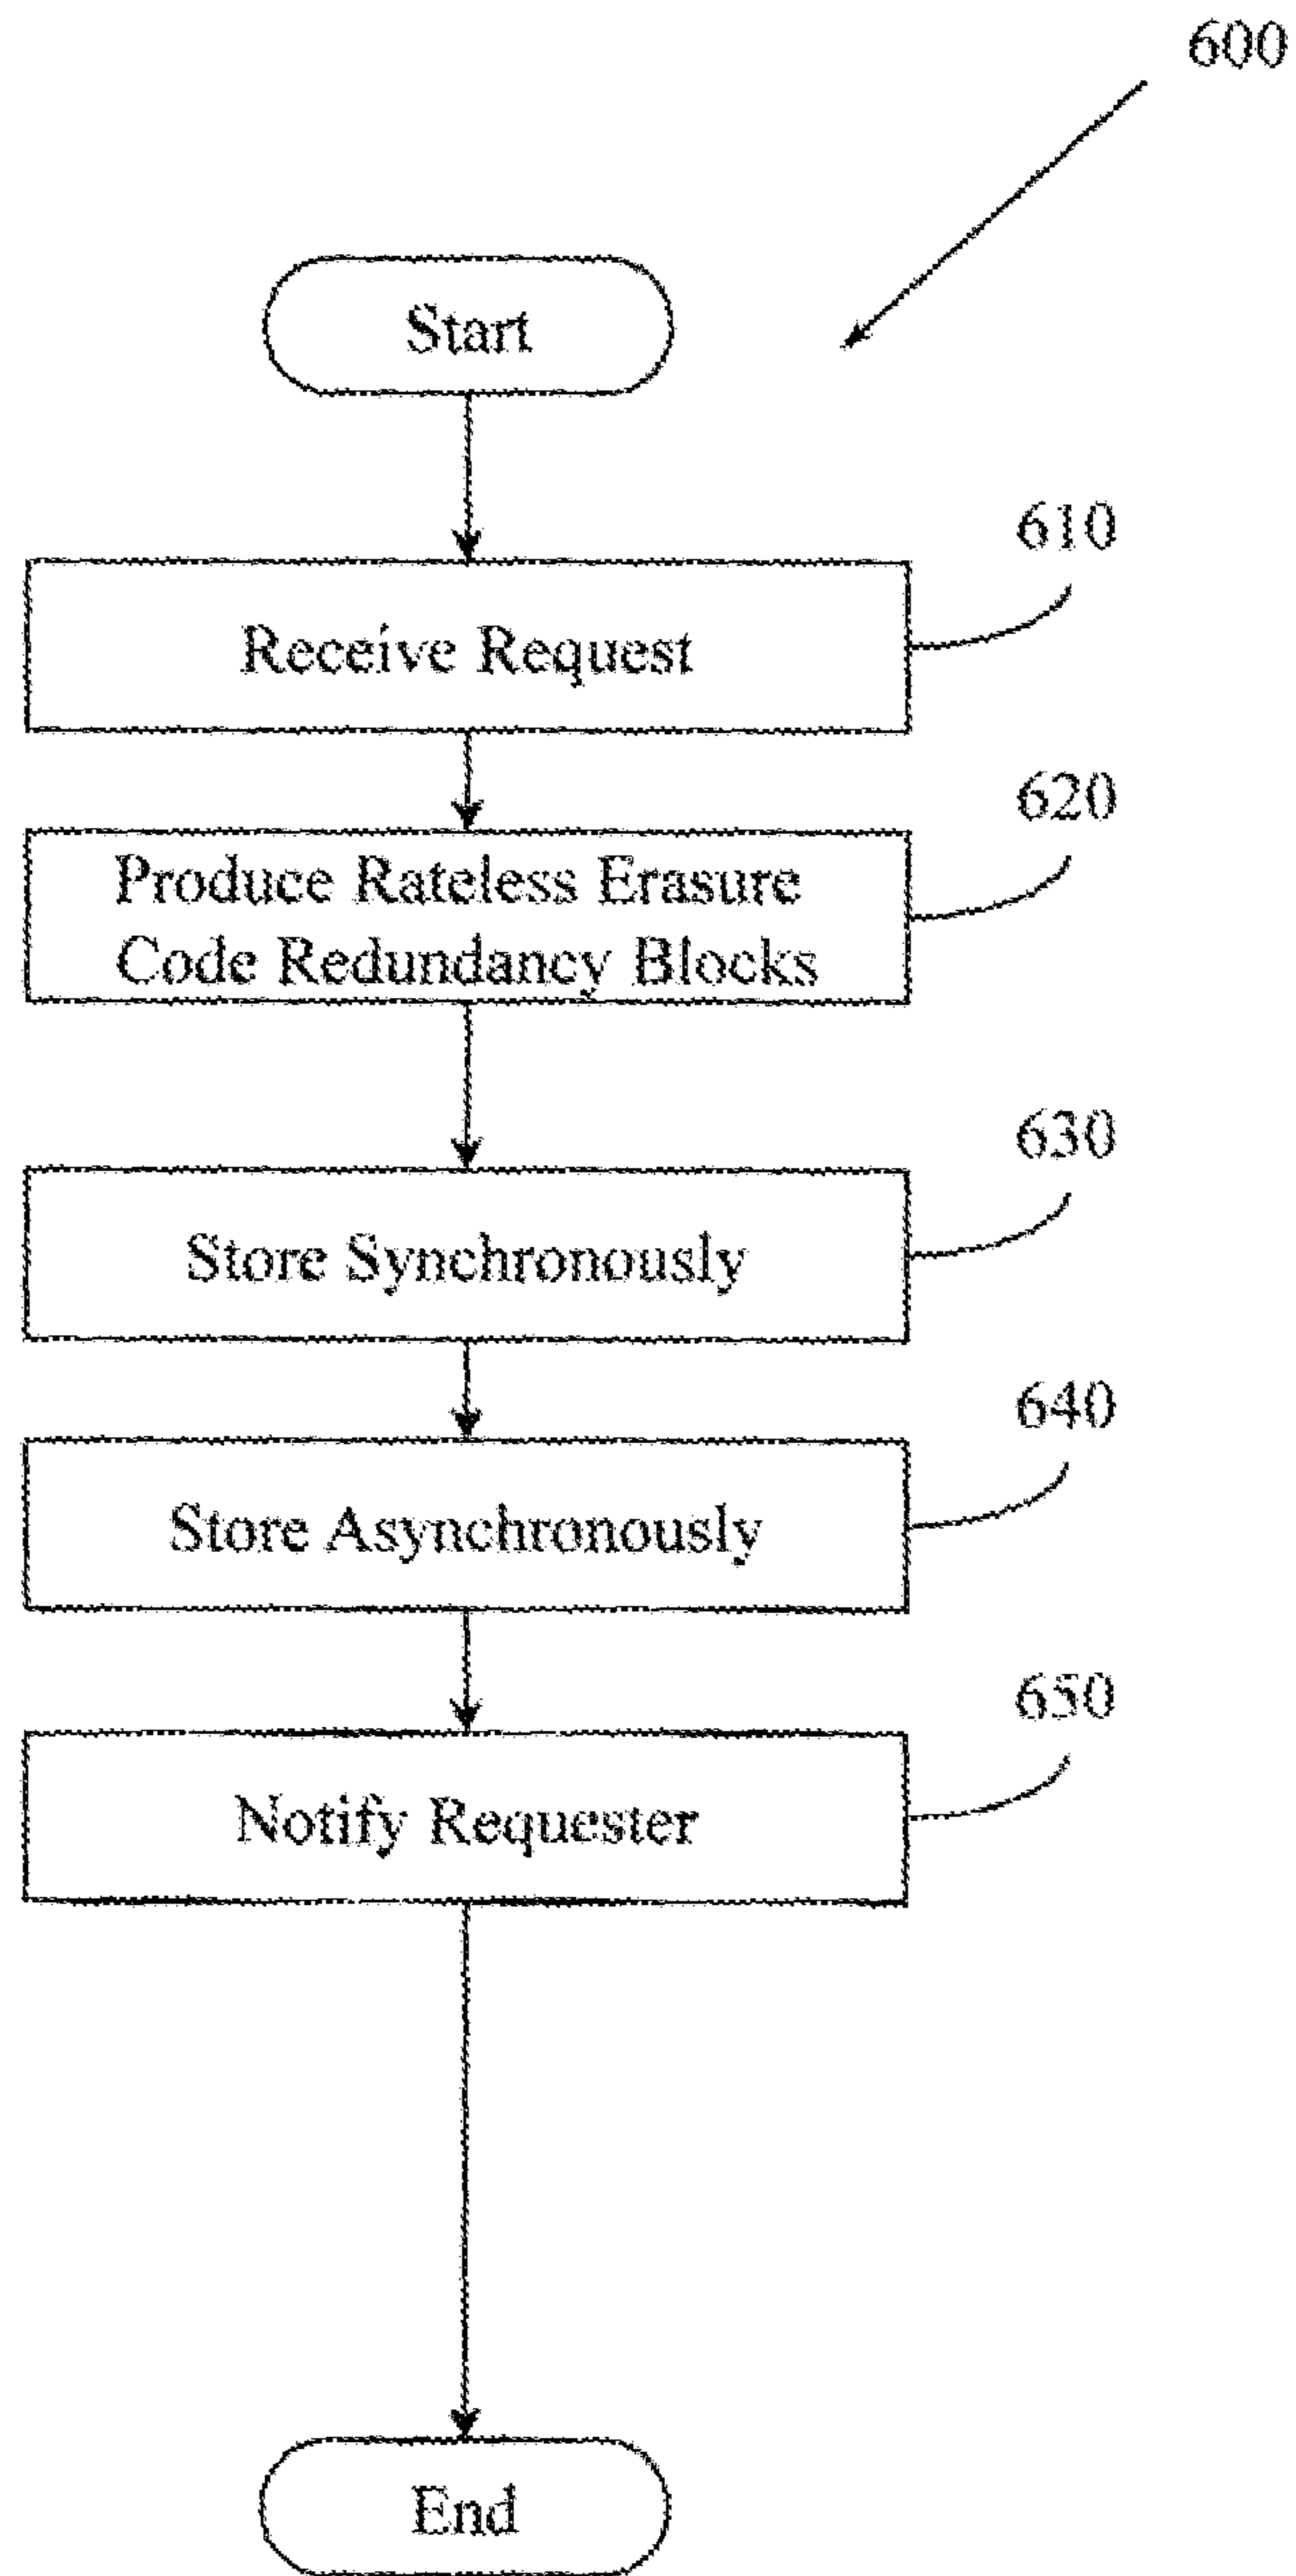 600
Start
610
Receive Request
620
Produce Rateless Erasure
Code Redundancy Blocks
630
Store Synchronously
640
Store Asynchronously
650
Notify Requester
End